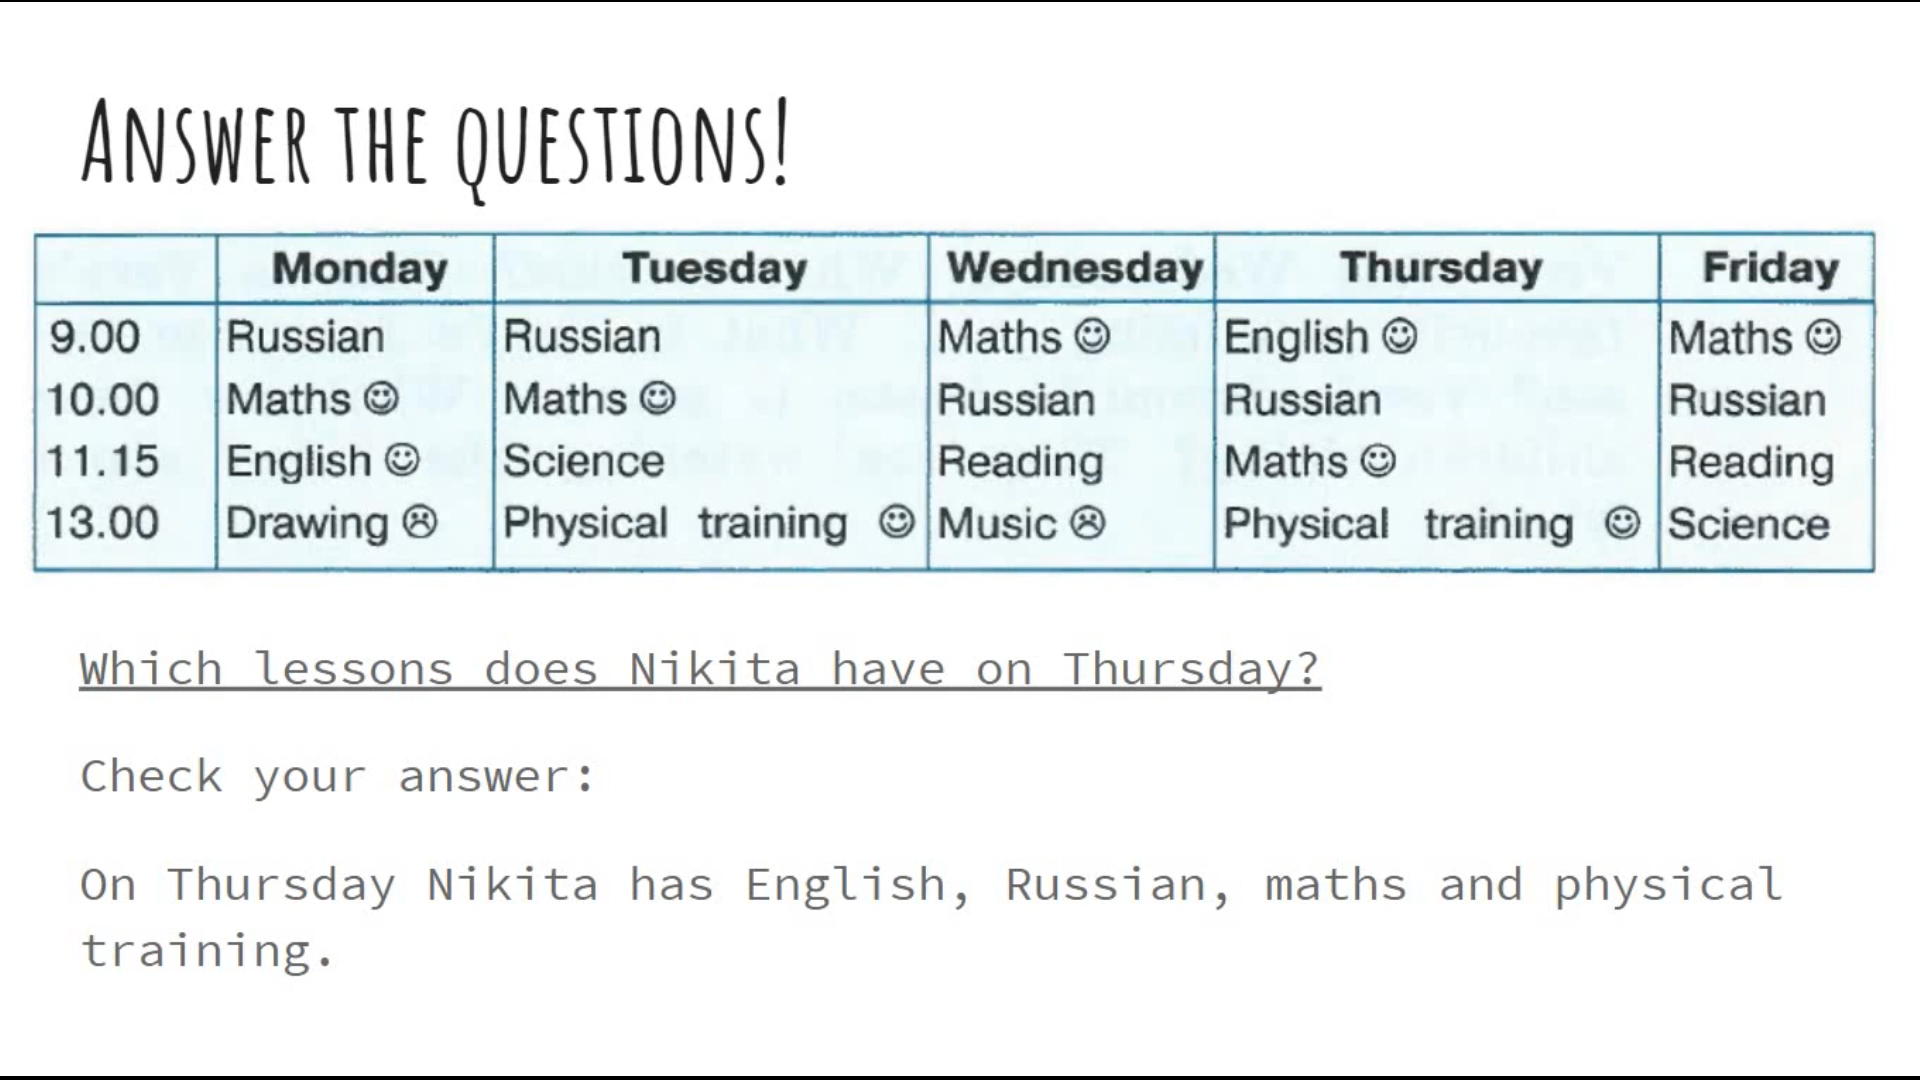 Answer the questions!
Monday Tuesday Wednesday Thursday Friday
9.00 Russian Russian Maths ☺ English ☺ Maths ☺
10.00 Maths ☺ Maths ☺ Russian Russian Russian
11.15 English ☺ Science Reading Maths ☺ Reading
13.00 Drawing ☹ Physical training ☺ Music ☹ Physical training ☺ Science
Which lessons does Nikita have on Thursday?
Check your answer:
On Thursday Nikita has English, Russian, maths and physical
training.